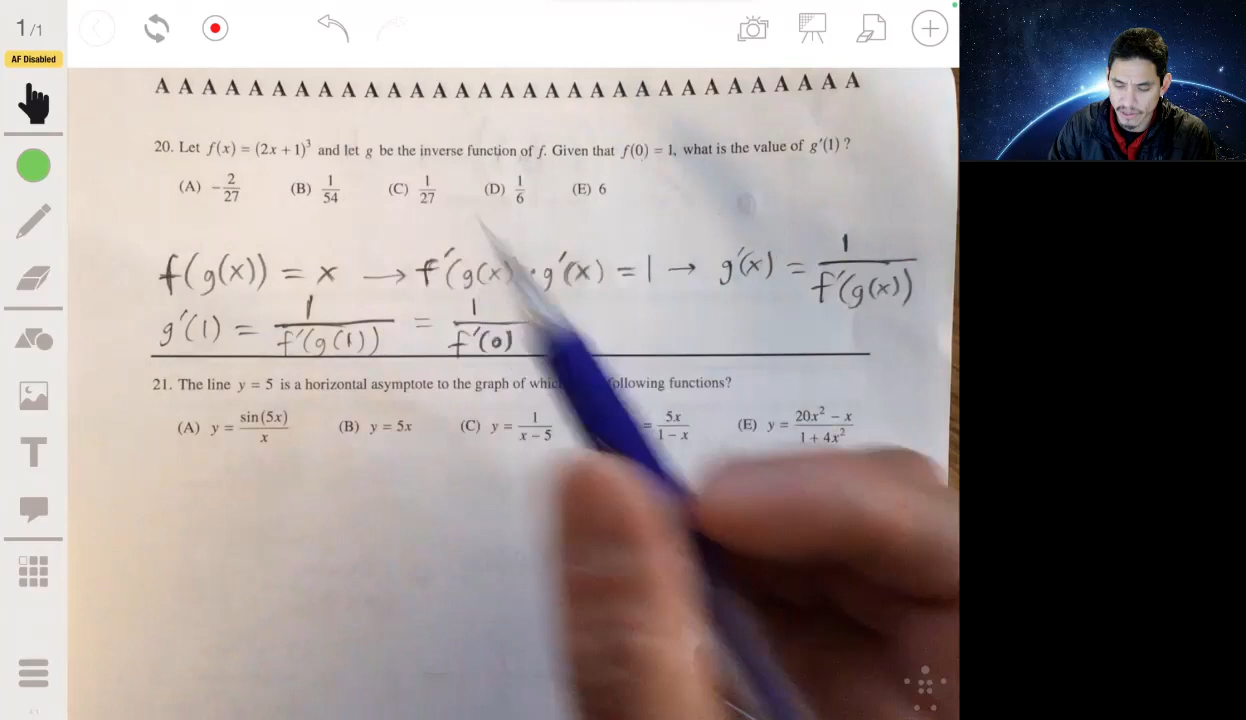 1/1
AF Disabled
A A A A A A A A A A A A A A A A A A A A A A A A A A A A A A A
20. Let f(x) = (2x + 1)³ and let g be the inverse function of f. Given that f(0) = 1, what is the value of g′(1) ?
(A) −2/27 (B) 1/54 (C) 1/27 (D) 1/6 (E) 6
f(g(x)) = x → f′(g(x) · g′(x) = 1 → g′(x) = 1/f′(g(x))
g′(1) = 1/f′(g(1)) = 1/f′(0)
21. The line y = 5 is a horizontal asymptote to the graph of following functions?
(A) y = sin(5x)/x (B) y = 5x (C) y = 1/(x − 5) = 5x/(1 − x) (E) y = (20x² − x)/(1 + 4x²)
T